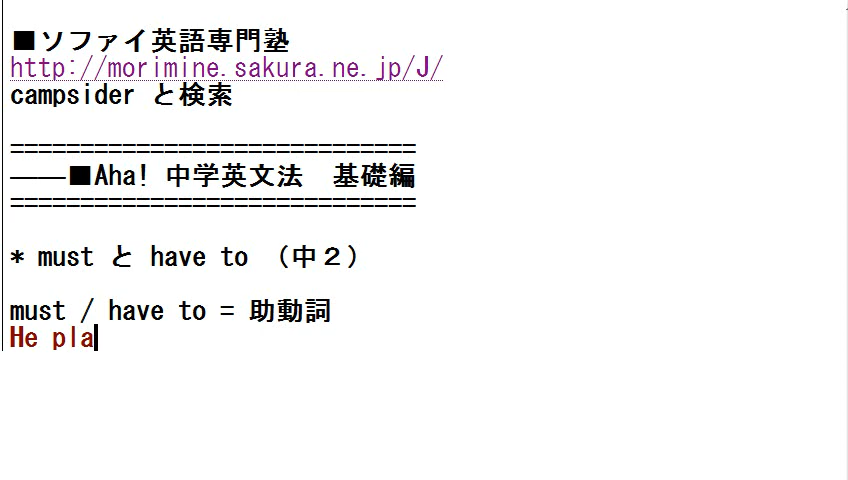 ■ソファイ英語専門塾
http://morimine.sakura.ne.jp/J/
campsider と検索
=============================
――■Aha! 中学英文法　基礎編
=============================
* must と have to （中２）
must / have to = 助動詞
He pla